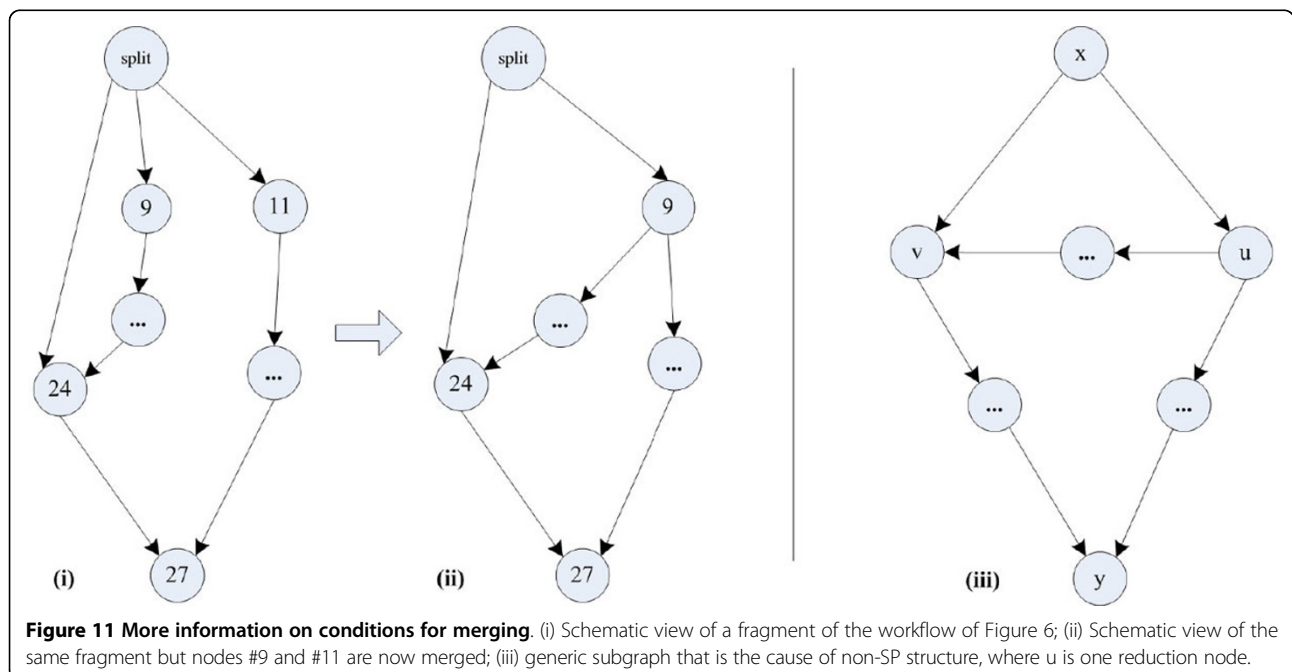 split
split
x
9
11
9
v
...
u
...
...
...
...
24
24
...
...
27
27
y
(i)
(ii)
(iii)
Figure 11 More information on conditions for merging. (i) Schematic view of a fragment of the workflow of Figure 6; (ii) Schematic view of the
same fragment but nodes #9 and #11 are now merged; (iii) generic subgraph that is the cause of non-SP structure, where u is one reduction node.